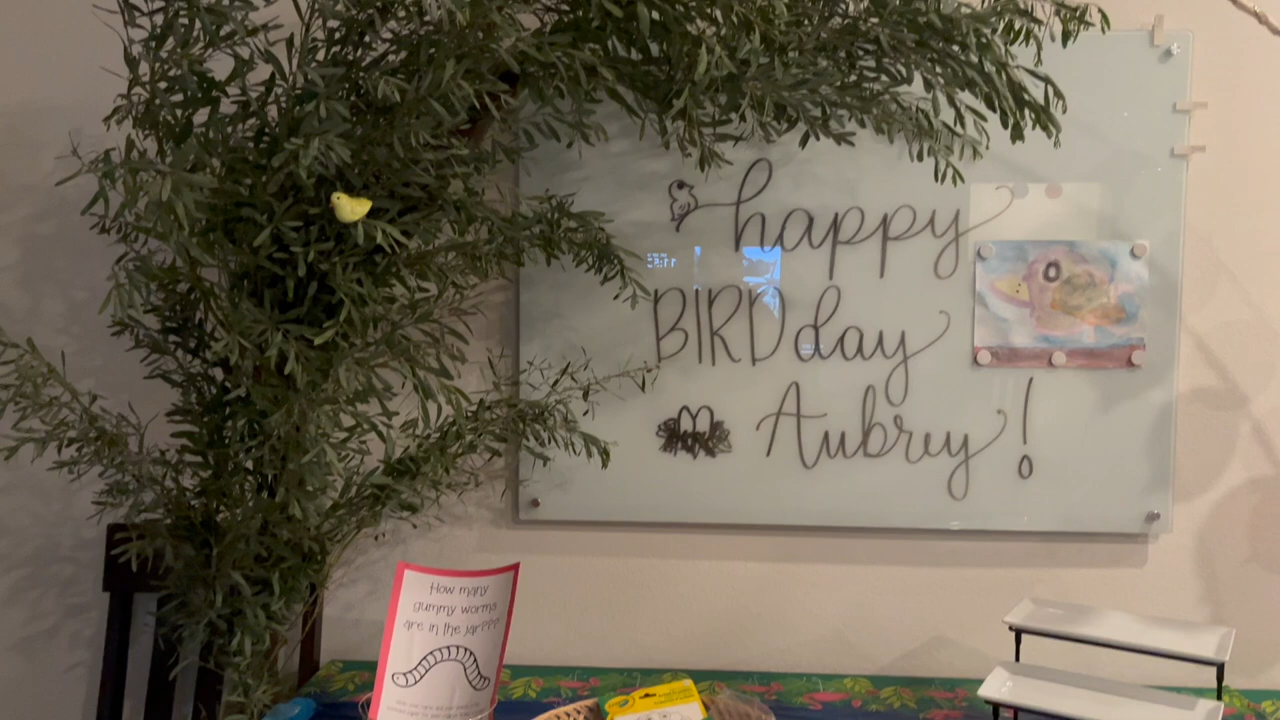 happy
BIRDday
Aubrey!
How many
gummy worms
are in the jar???